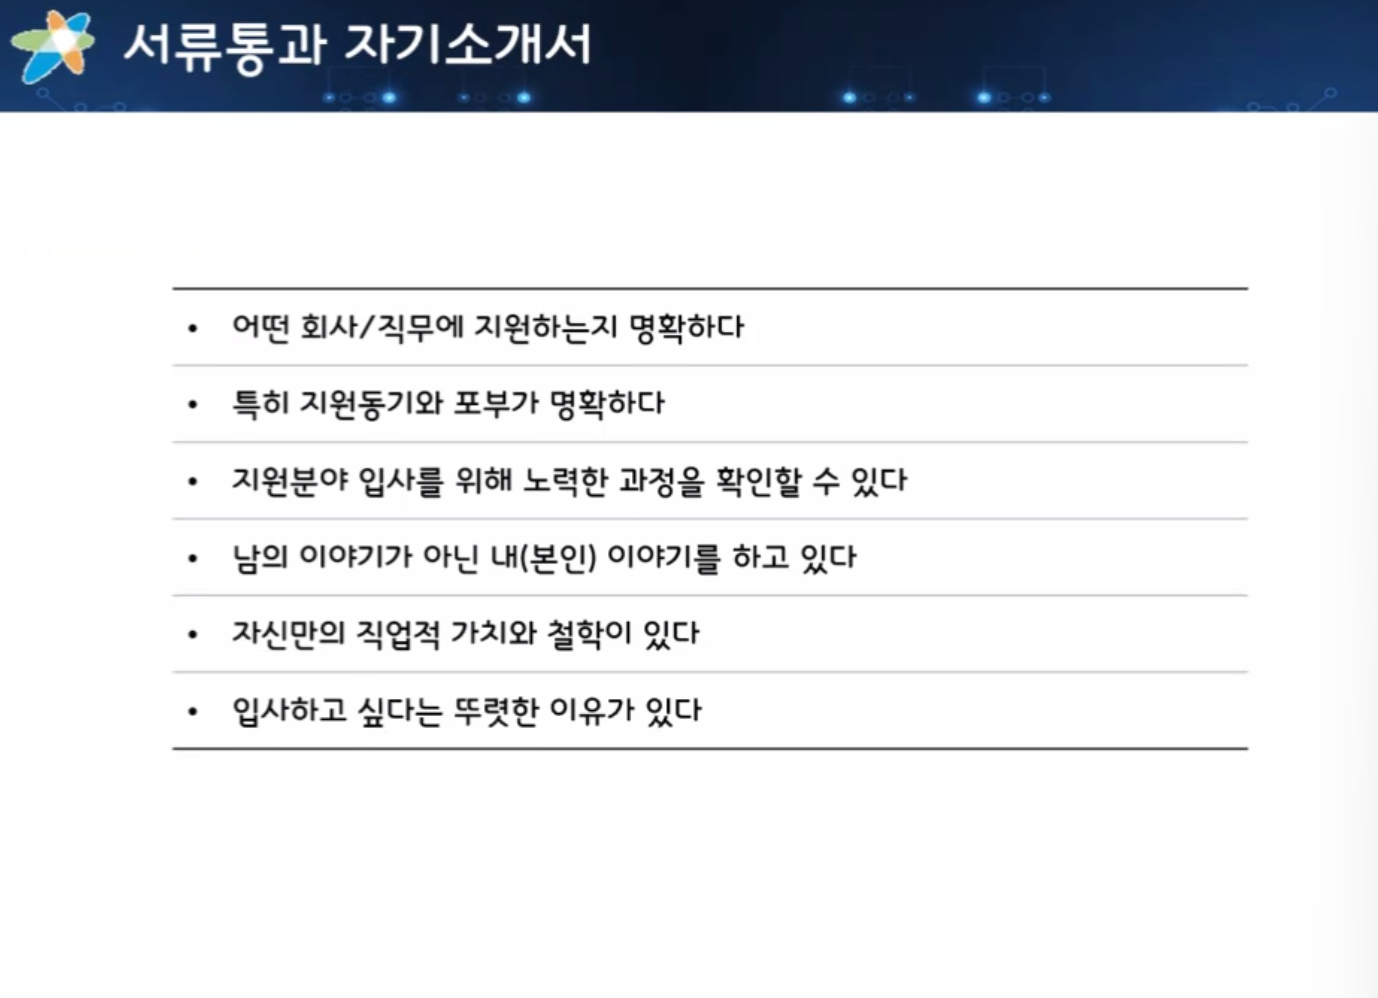 서류통과 자기소개서
• 어떤 회사/직무에 지원하는지 명확하다
• 특히 지원동기와 포부가 명확하다
• 지원분야 입사를 위해 노력한 과정을 확인할 수 있다
• 남의 이야기가 아닌 내(본인) 이야기를 하고 있다
• 자신만의 직업적 가치와 철학이 있다
• 입사하고 싶다는 뚜렷한 이유가 있다